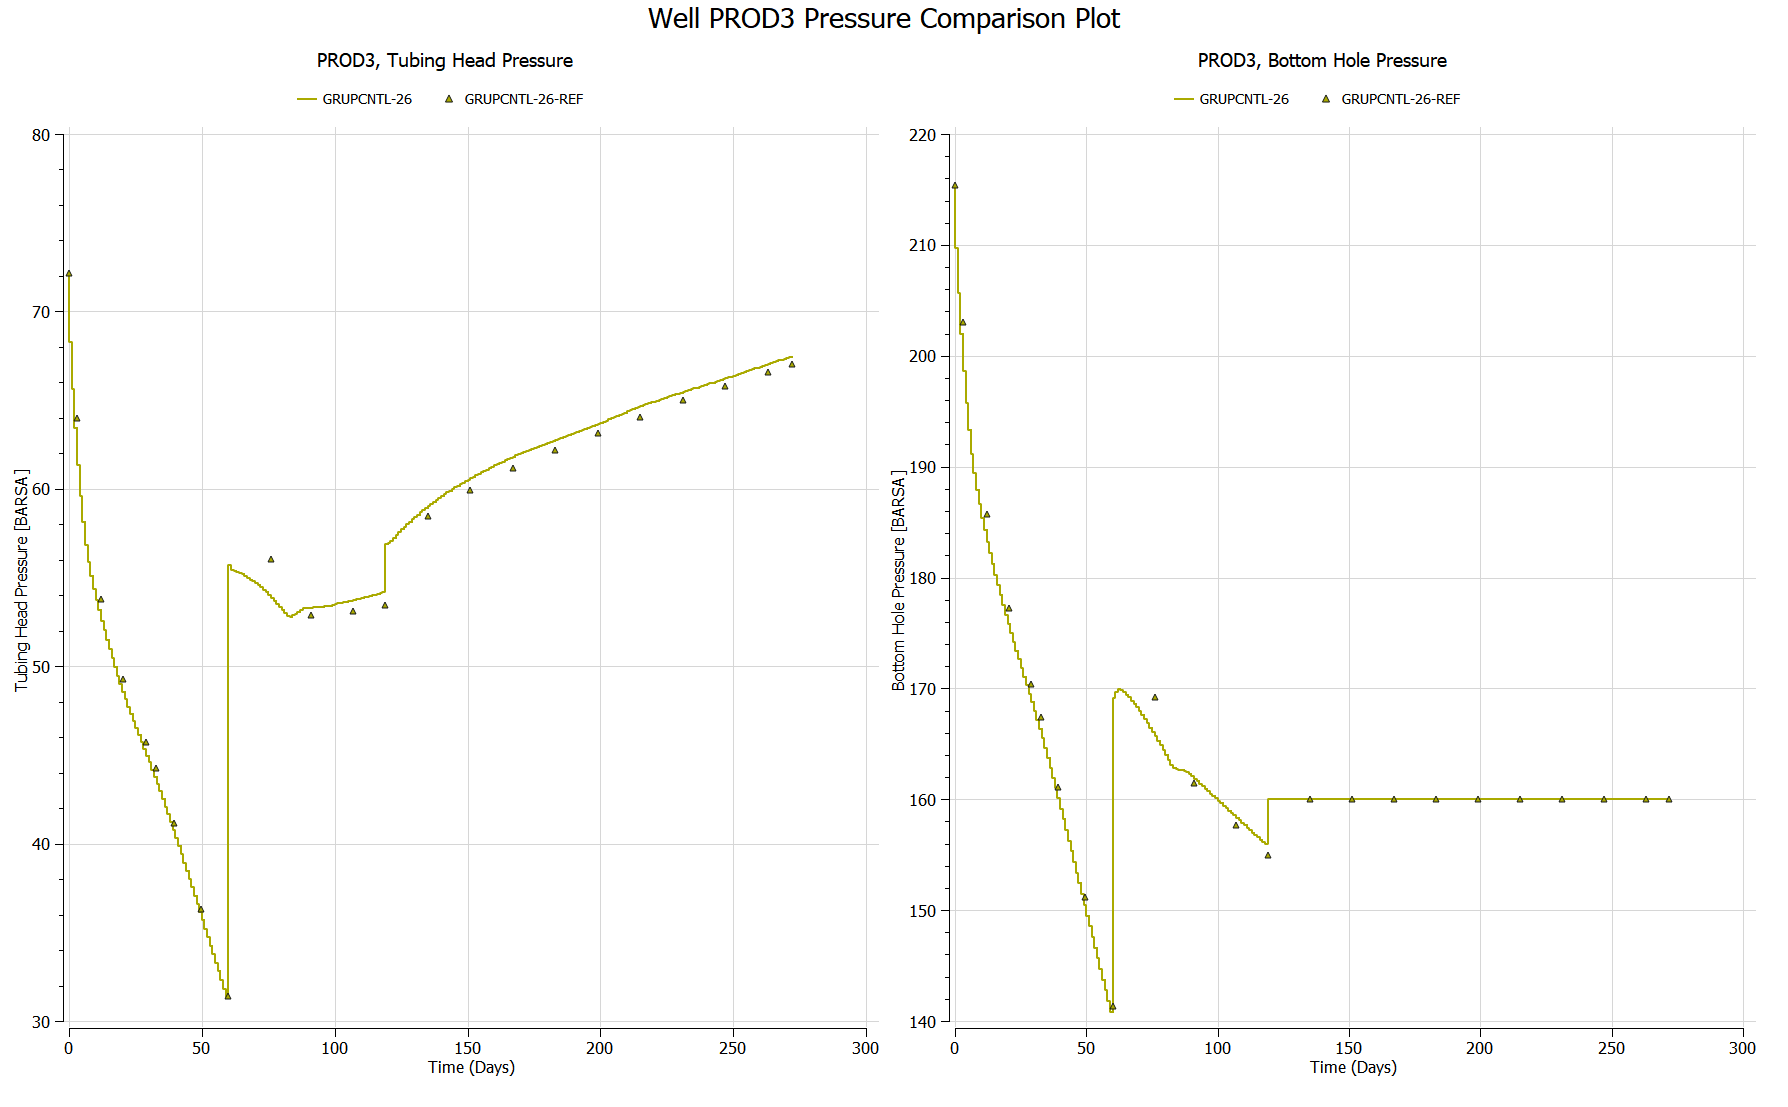 Well PROD3 Pressure Comparison Plot
PROD3, Tubing Head Pressure
GRUPCNTL-26
GRUPCNTL-26-REF
Tubing Head Pressure [BARSA]
80
70
60
50
40
30
0
50
100
150
200
250
300
Time (Days)
PROD3, Bottom Hole Pressure
GRUPCNTL-26
GRUPCNTL-26-REF
Bottom Hole Pressure [BARSA]
220
210
200
190
180
170
160
150
140
0
50
100
150
200
250
300
Time (Days)